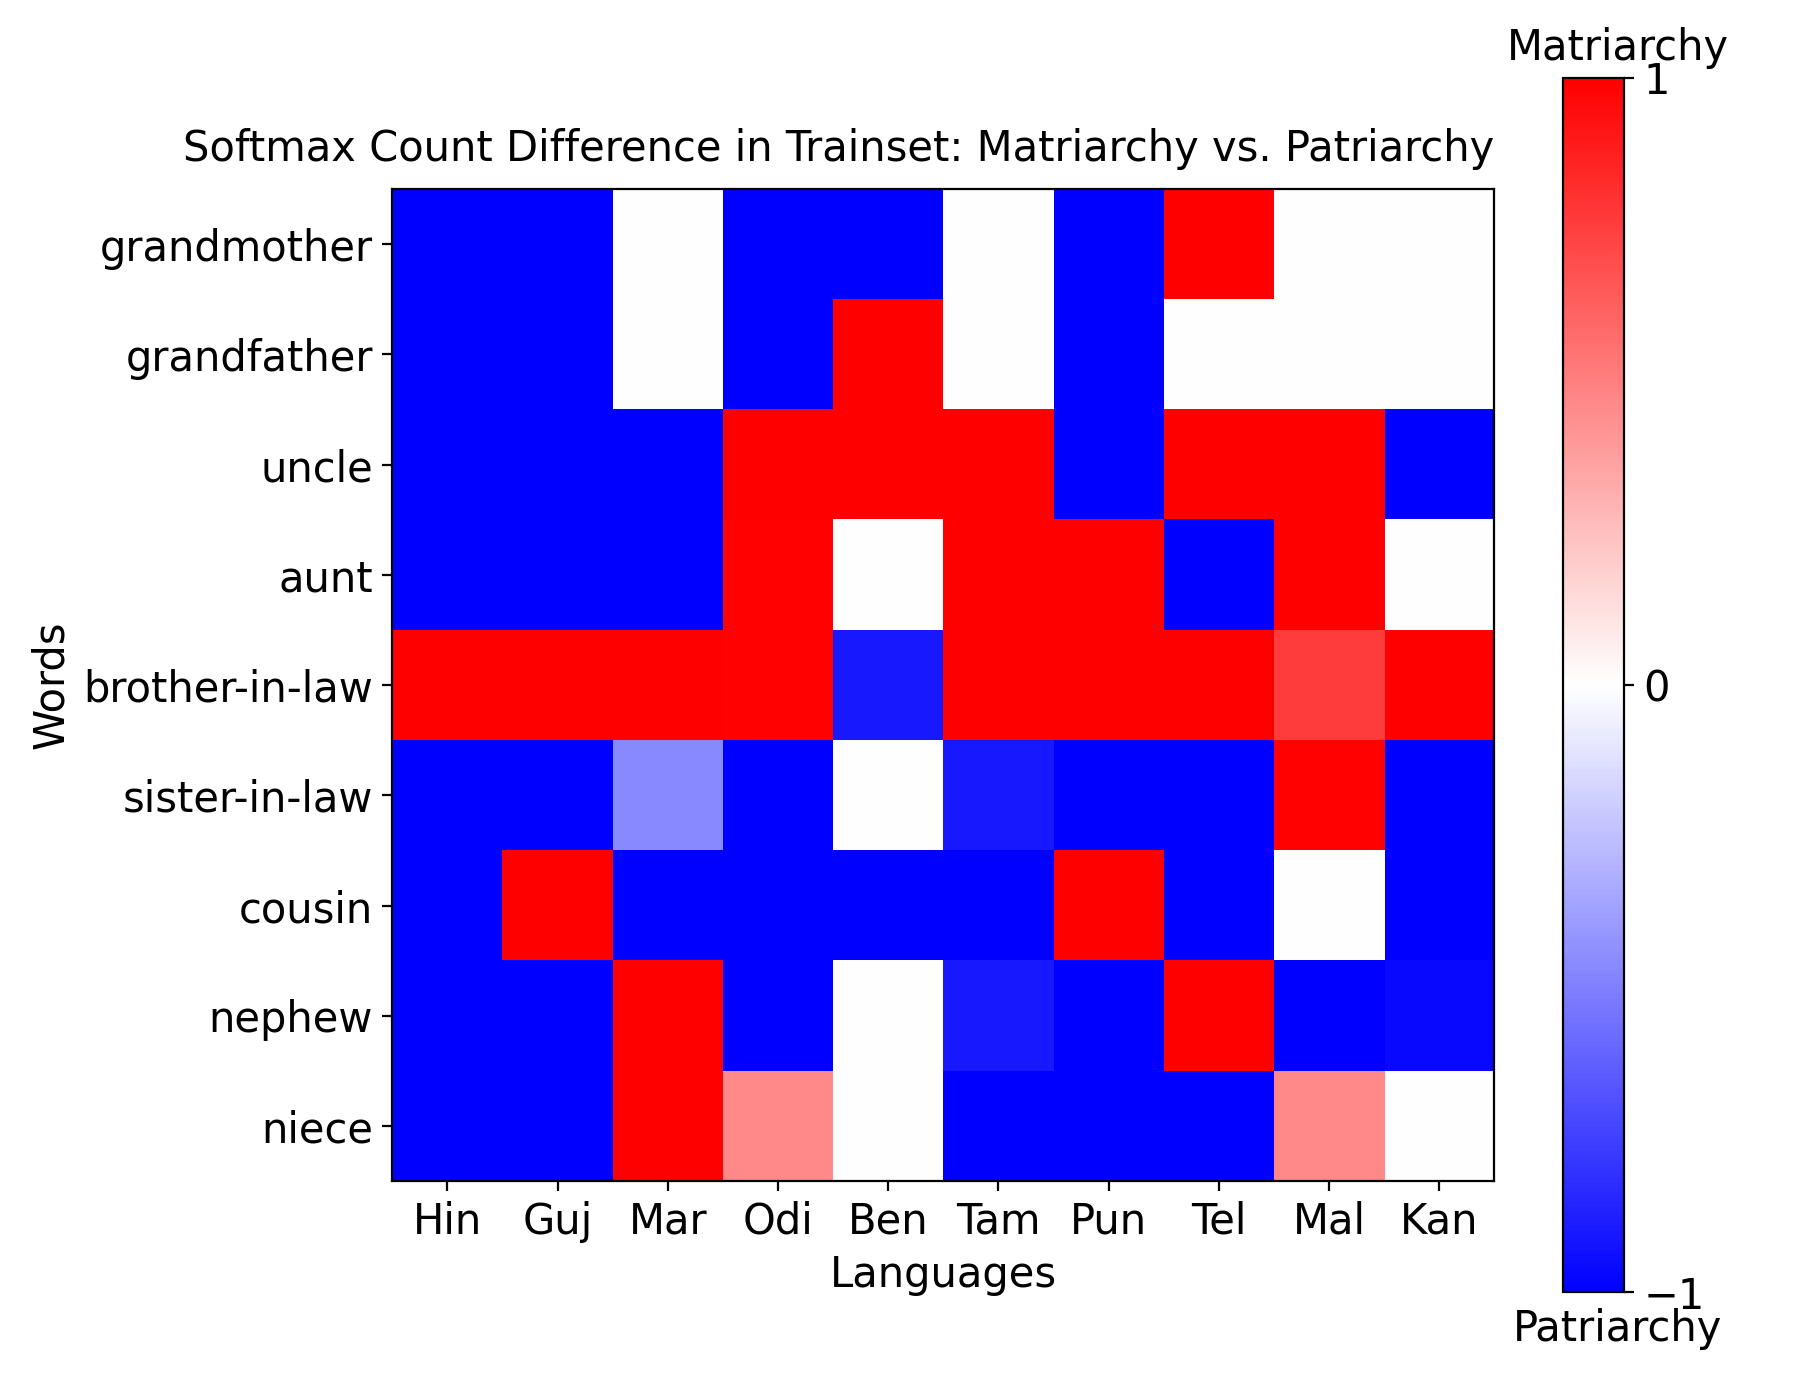 Matriarchy
1
Softmax Count Difference in Trainset: Matriarchy vs. Patriarchy
grandmother
grandfather
uncle
aunt
brother-in-law
sister-in-law
cousin
nephew
niece
Words
Hin Guj Mar Odi Ben Tam Pun Tel Mal Kan
Languages
0
−1
Patriarchy